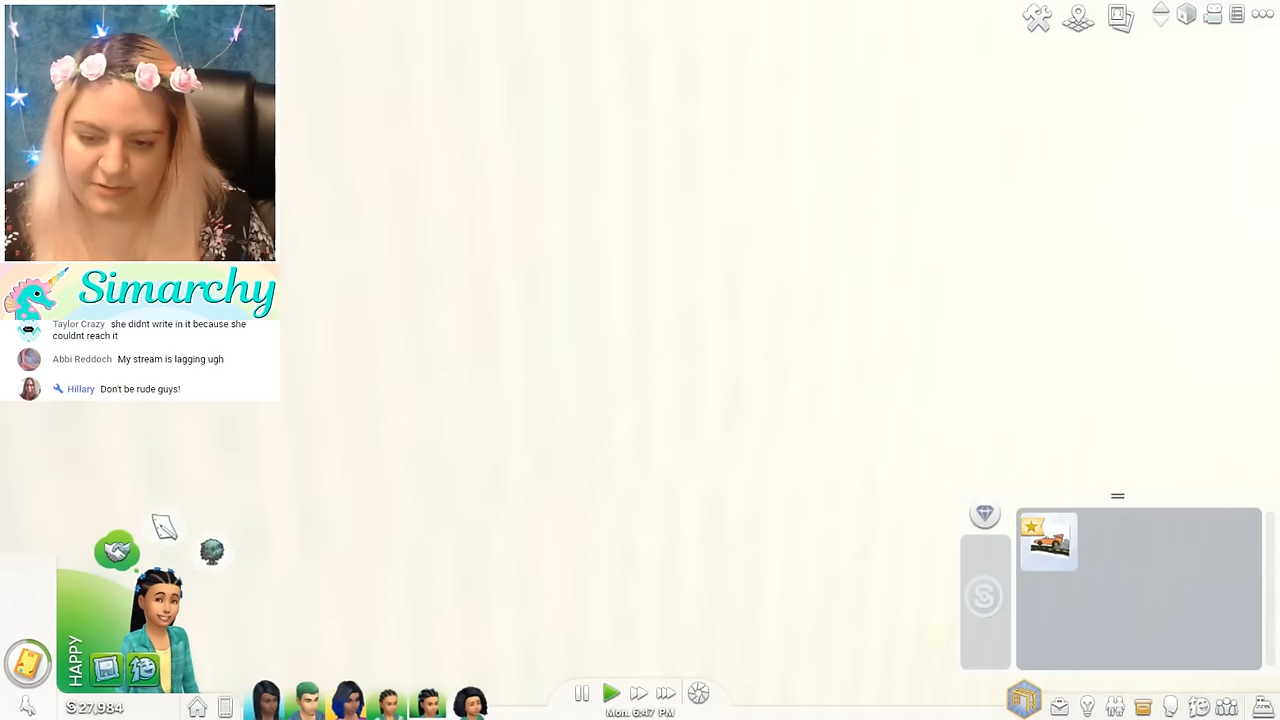 Simarchy
Taylor Crazy she didnt write in it because she
couldnt reach it
Abbi Reddoch My stream is lagging ugh
Hillary Don't be rude guys!
HAPPY
§27,984
Mon. 6:47 PM